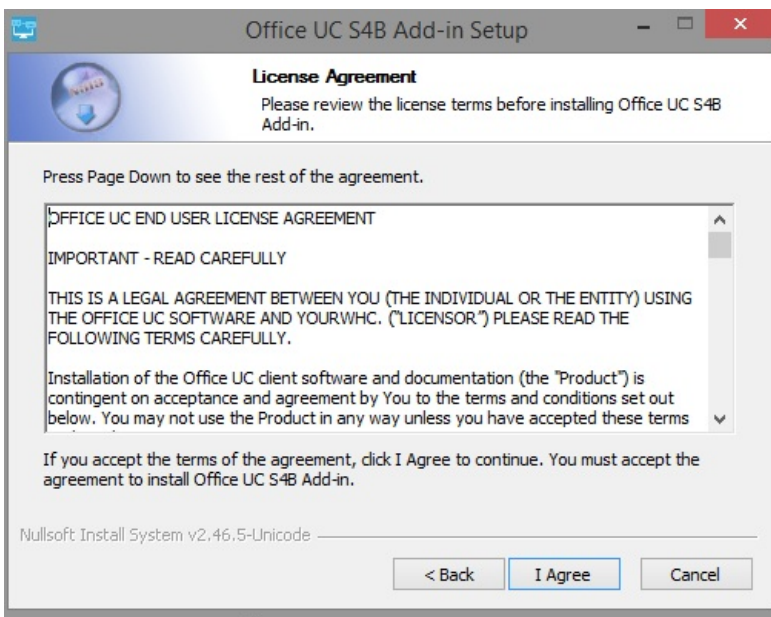 Office UC S4B Add-in Setup
License Agreement
Please review the license terms before installing Office UC S4B
Add-in.
Press Page Down to see the rest of the agreement.
OFFICE UC END USER LICENSE AGREEMENT
IMPORTANT - READ CAREFULLY
THIS IS A LEGAL AGREEMENT BETWEEN YOU (THE INDIVIDUAL OR THE ENTITY) USING
THE OFFICE UC SOFTWARE AND YOURWHC. ("LICENSOR") PLEASE READ THE
FOLLOWING TERMS CAREFULLY.
Installation of the Office UC client software and documentation (the "Product") is
contingent on acceptance and agreement by You to the terms and conditions set out
below. You may not use the Product in any way unless you have accepted these terms
If you accept the terms of the agreement, click I Agree to continue. You must accept the
agreement to install Office UC S4B Add-in.
Nullsoft Install System v2.46.5-Unicode
< Back
I Agree
Cancel